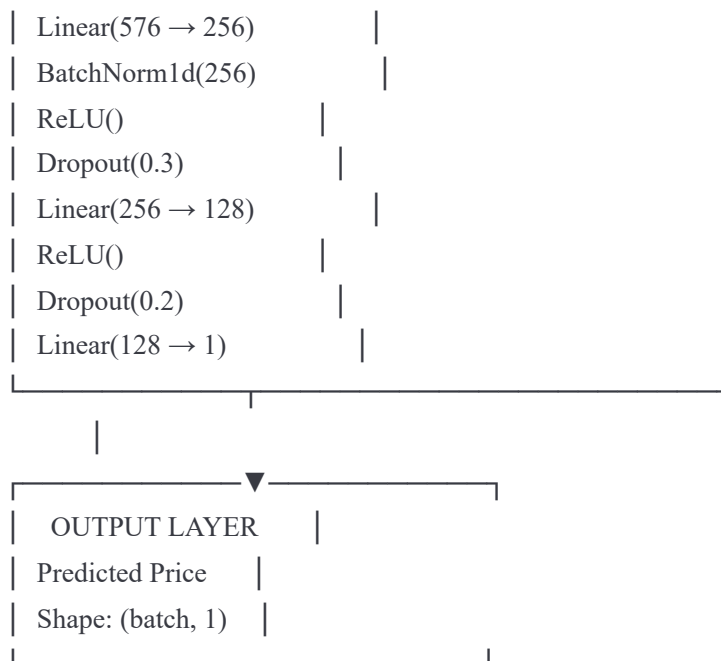 Linear(576 → 256)
BatchNorm1d(256)
ReLU()
Dropout(0.3)
Linear(256 → 128)
ReLU()
Dropout(0.2)
Linear(128 → 1)
OUTPUT LAYER
Predicted Price
Shape: (batch, 1)